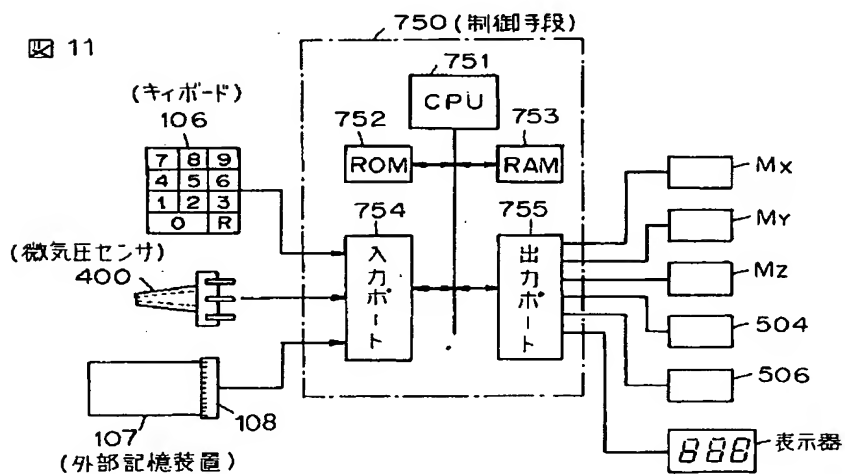 図 11
750 (制御手段)
751
CPU
(キィボード)
106
752
753
7 8 9
ROM
RAM
4 5 6
1 2 3
0 R
754
755
入力ポート
出力ポート
Mx
MY
Mz
504
506
(微気圧センサ)
400
107
108
(外部記憶装置)
888
表示器